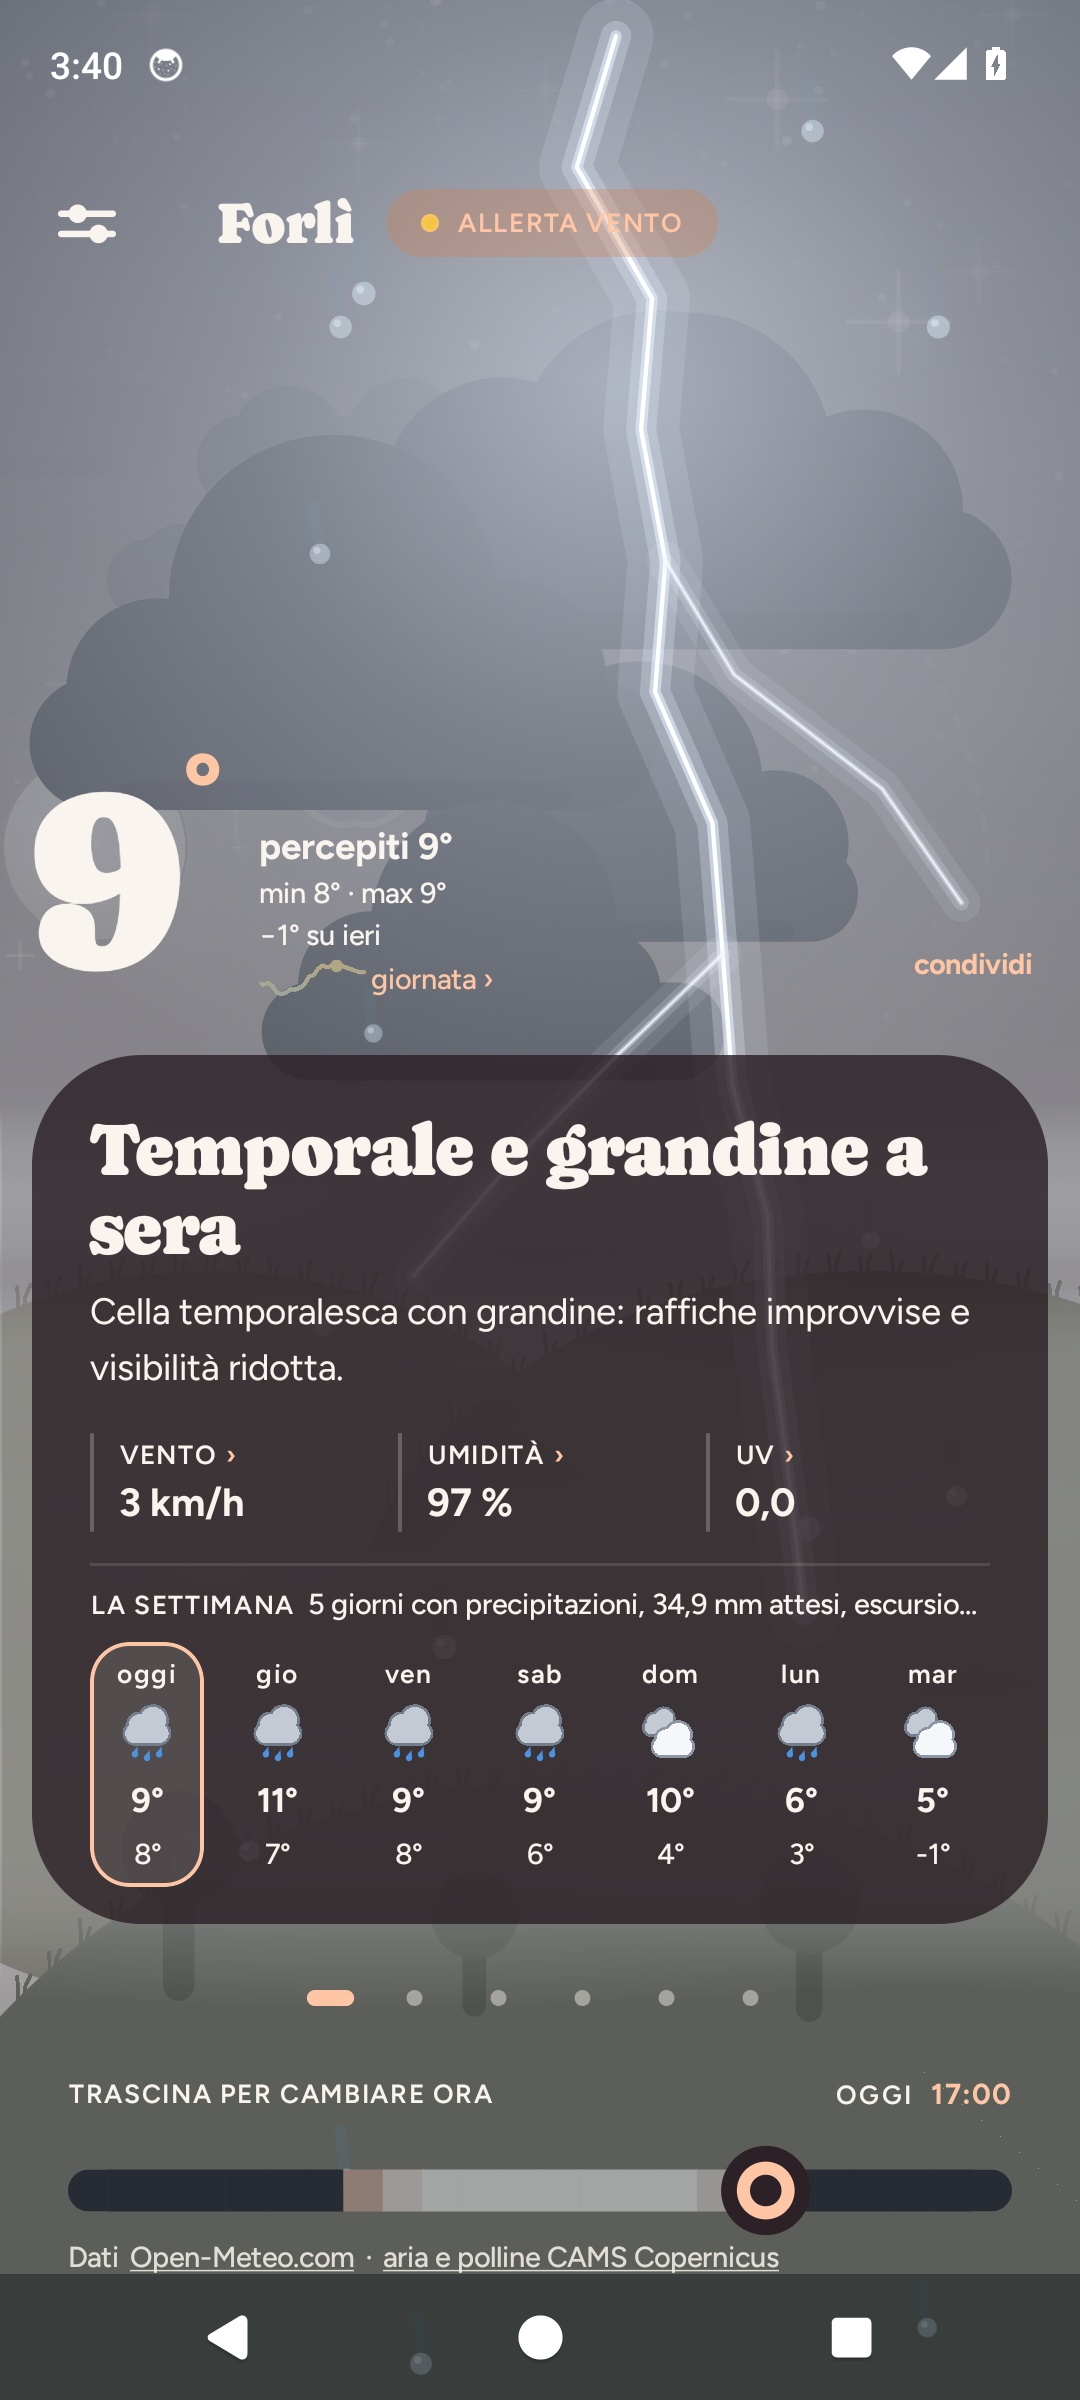 3:40
Forlì
ALLERTA VENTO
9
percepiti 9°
min 8° · max 9°
−1° su ieri
giornata ›
condividi
Temporale e grandine a
sera
Cella temporalesca con grandine: raffiche improvvise e
visibilità ridotta.
VENTO › UMIDITÀ › UV ›
3 km/h 97 % 0,0
LA SETTIMANA 5 giorni con precipitazioni, 34,9 mm attesi, escursio...
oggi gio ven sab dom lun mar
9° 11° 9° 9° 10° 6° 5°
8° 7° 8° 6° 4° 3° -1°
TRASCINA PER CAMBIARE ORA OGGI 17:00
Dati Open-Meteo.com · aria e polline CAMS Copernicus